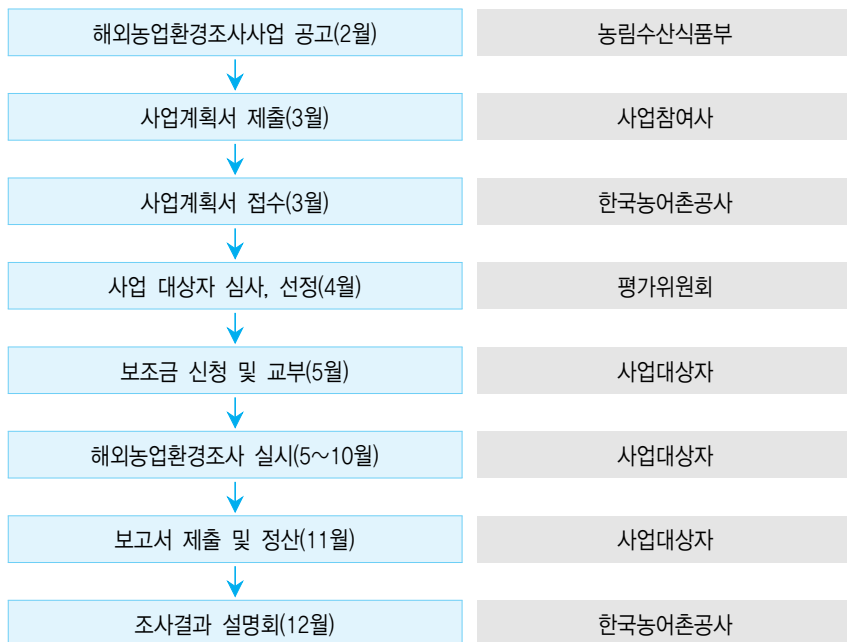 해외농업환경조사사업 공고(2월) 농림수산식품부
사업계획서 제출(3월) 사업참여사
사업계획서 접수(3월) 한국농어촌공사
사업 대상자 심사, 선정(4월) 평가위원회
보조금 신청 및 교부(5월) 사업대상자
해외농업환경조사 실시(5~10월) 사업대상자
보고서 제출 및 정산(11월) 사업대상자
조사결과 설명회(12월) 한국농어촌공사